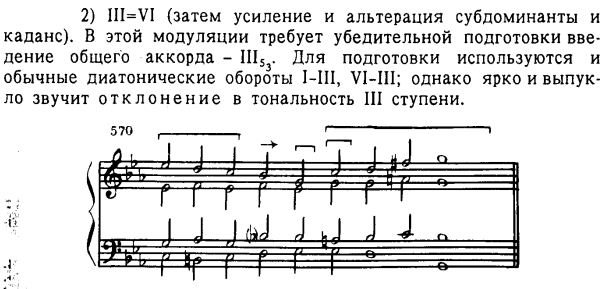 2) III=VI (затем усиление и альтерация субдоминанты и
каданс). В этой модуляции требует убедительной подготовки вве-
дение общего аккорда – III₅₃. Для подготовки используются и
обычные диатонические обороты I–III, VI–III; однако ярко и выпук-
ло звучит отклонение в тональность III ступени.
570